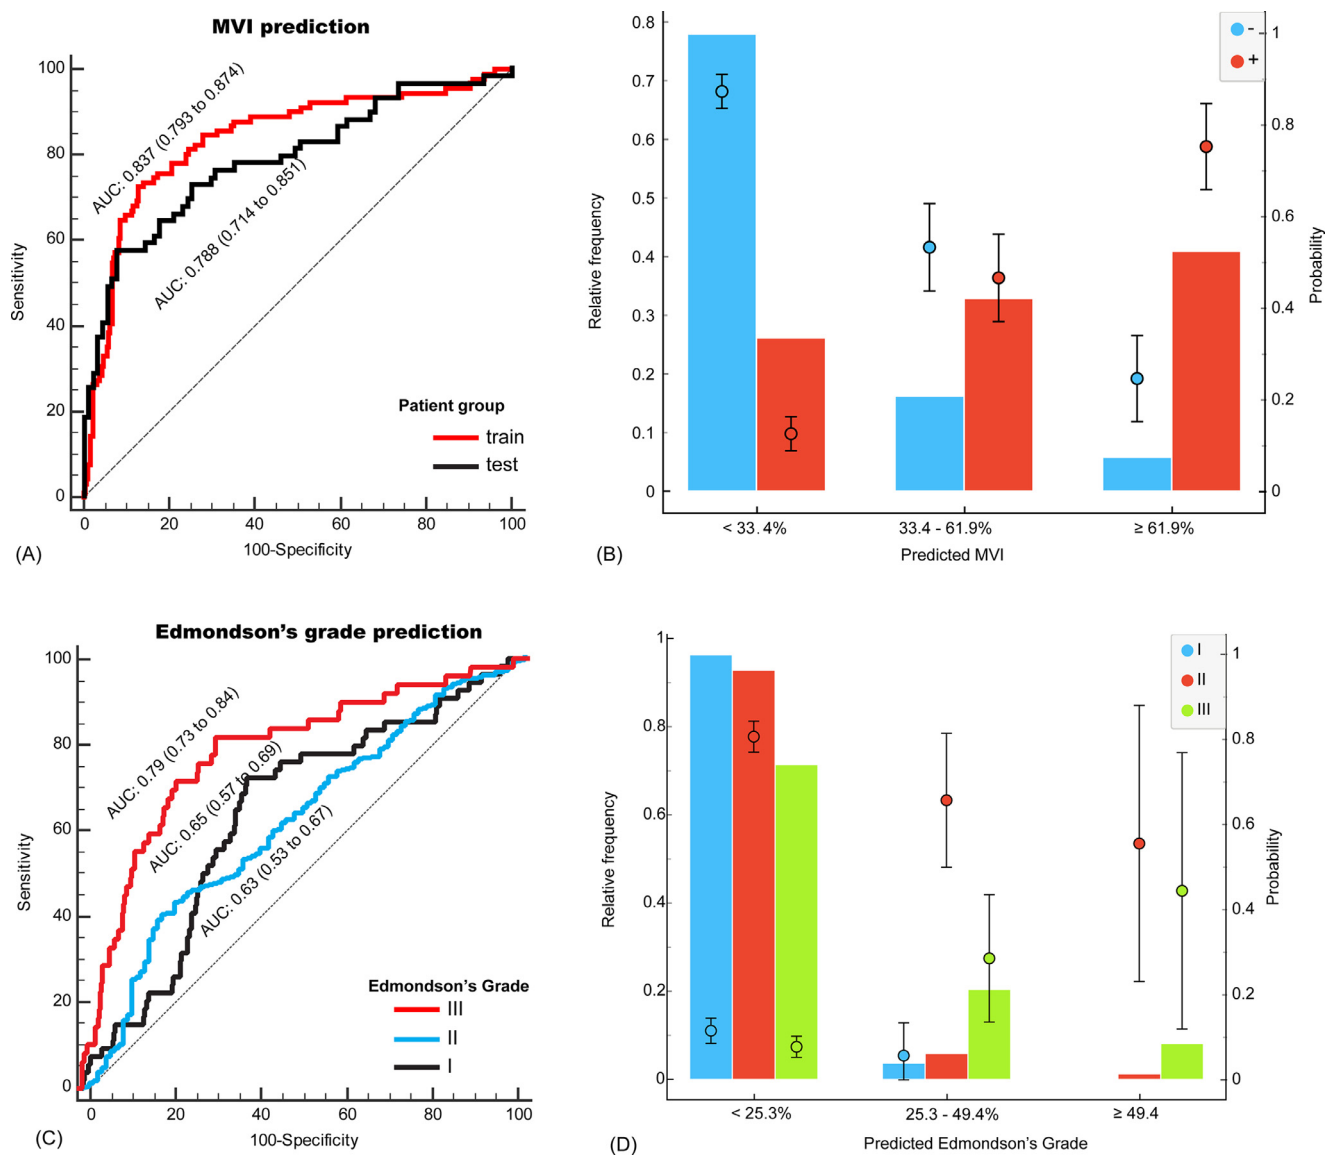 MVI prediction
100
80
60
40
20
0
Sensitivity
AUC: 0.837 (0.793 to 0.874)
AUC: 0.788 (0.714 to 0.851)
Patient group
train
test
0 20 40 60 80 100
100-Specificity
(A)
0.8
0.7
0.6
0.5
0.4
0.3
0.2
0.1
0
Relative frequency
-
+
1
0.8
0.6
0.4
0.2
0
Probability
< 33.4% 33.4 - 61.9% ≥ 61.9%
Predicted MVI
(B)
Edmondson's grade prediction
100
80
60
40
20
0
Sensitivity
AUC: 0.79 (0.73 to 0.84)
AUC: 0.65 (0.57 to 0.69)
AUC: 0.63 (0.53 to 0.67)
Edmondson's Grade
III
II
I
0 20 40 60 80 100
100-Specificity
(C)
1
0.8
0.6
0.4
0.2
0
Relative frequency
I
II
III
1
0.8
0.6
0.4
0.2
0
Probability
< 25.3% 25.3 - 49.4% ≥ 49.4
Predicted Edmondson's Grade
(D)